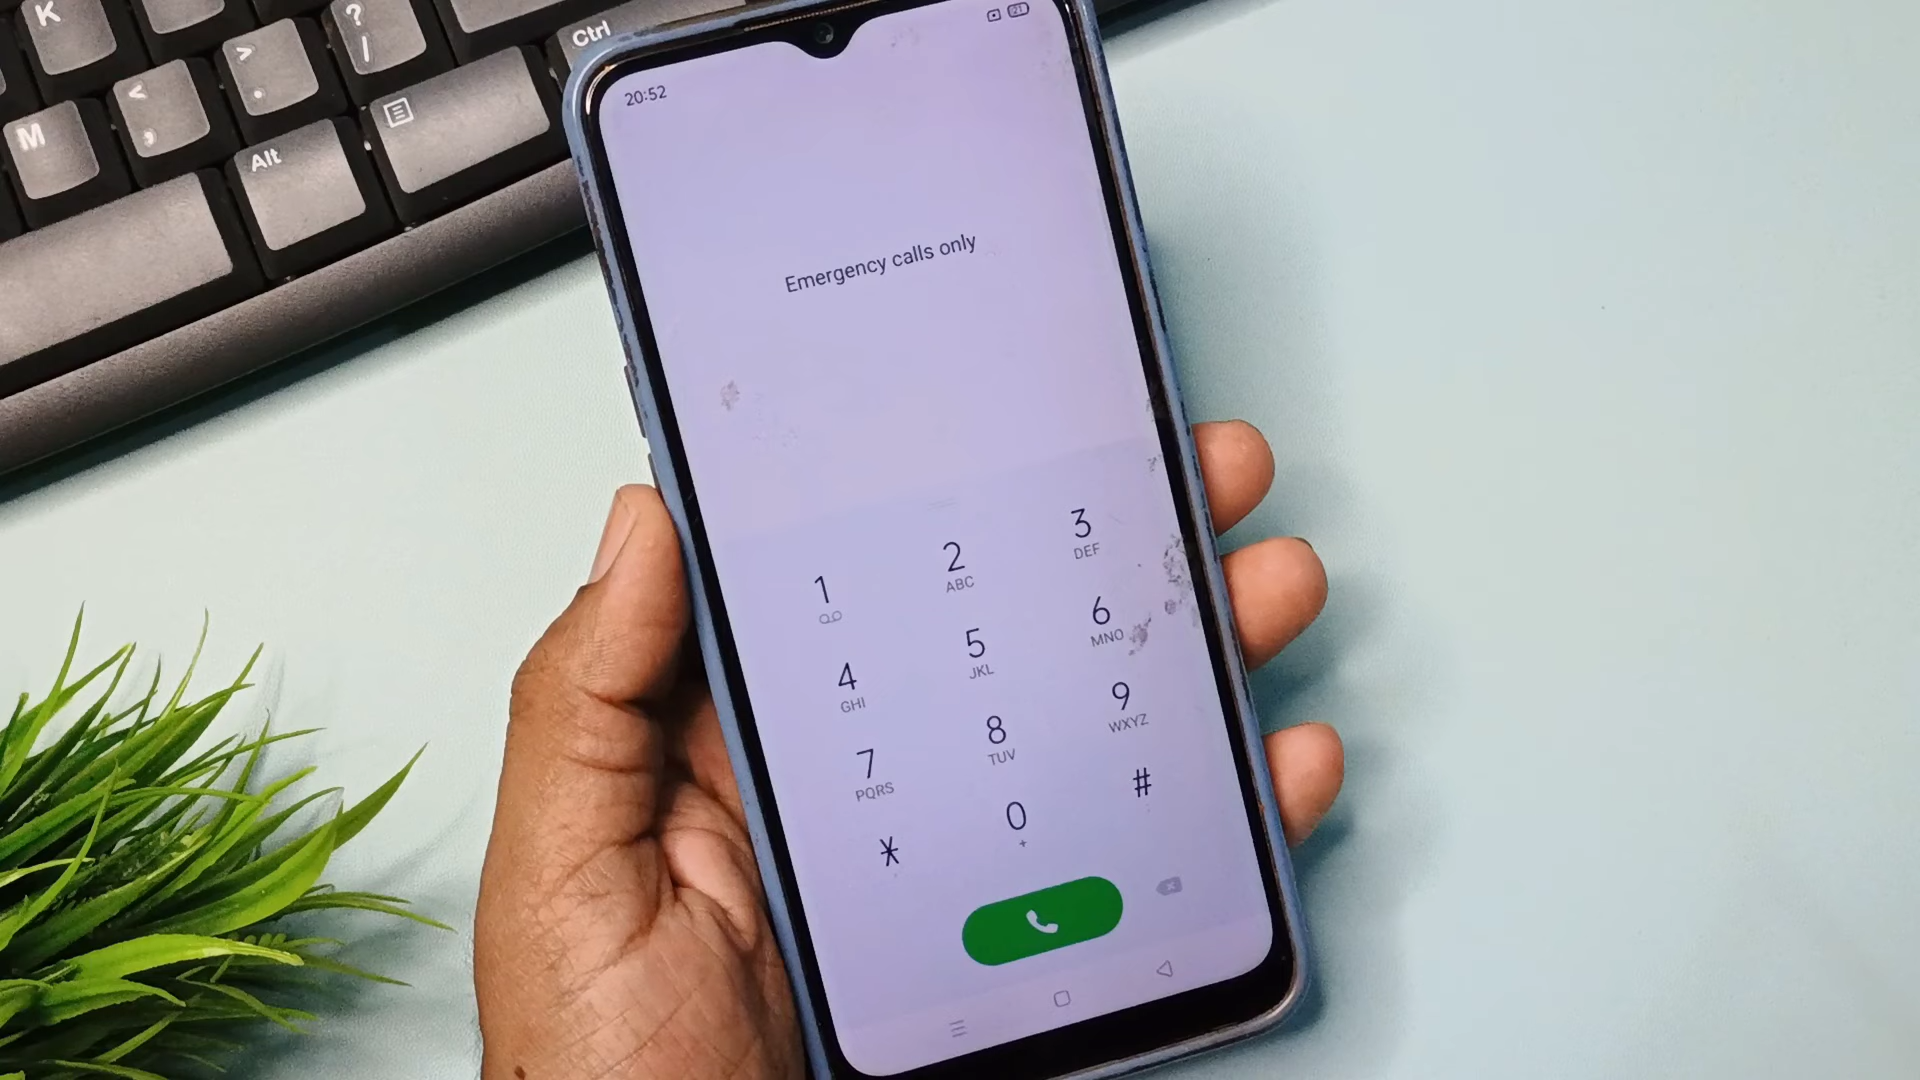 K
?
/
Ctrl
>
.
<
,
M
Alt
20:52
21
Emergency calls only
1
2
ABC
3
DEF
4
GHI
5
JKL
6
MNO
7
PQRS
8
TUV
9
WXYZ
*
0
+
#